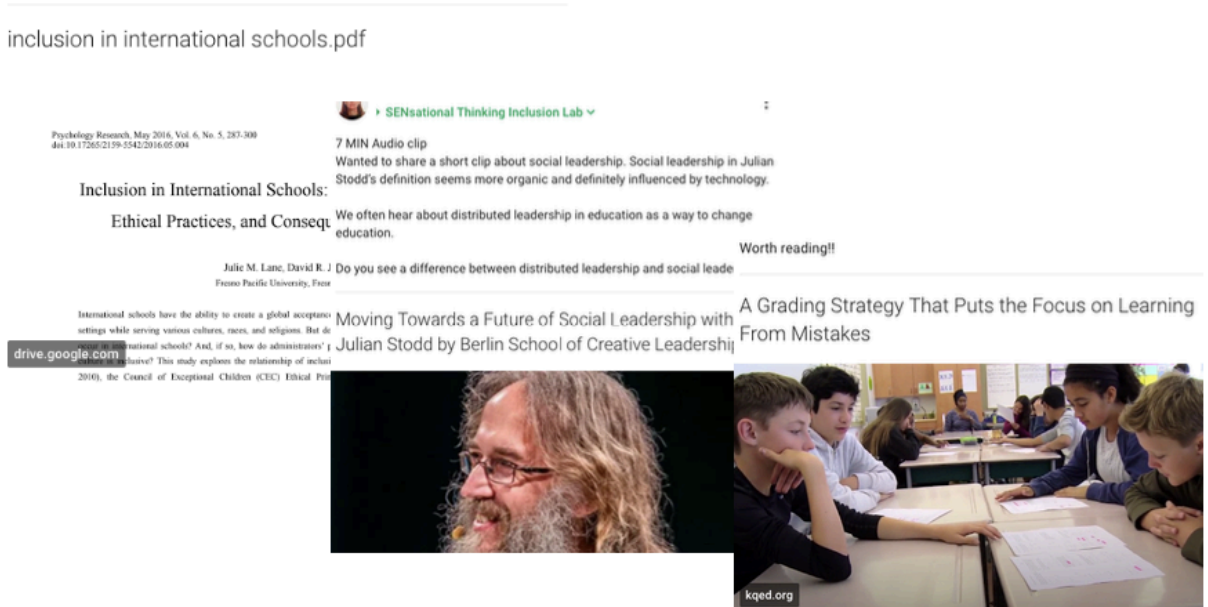 inclusion in international schools.pdf
Psychology Research, May 2016, Vol. 6, No. 5, 287-300
doi:10.17265/2159-5542/2016.05.004
Inclusion in International Schools:
Ethical Practices, and Consequ
Julie M. Lane, David R. J
Fresno Pacific University, Fresn
International schools have the ability to create a global acceptance
settings while serving various cultures, races, and religions. But do
occur in international schools? And, if so, how do administrators' p
inclusive? This study explores the relationship of inclusi
2010), the Council of Exceptional Children (CEC) Ethical Prin
drive.google.com
SENsational Thinking Inclusion Lab
7 MIN Audio clip
Wanted to share a short clip about social leadership. Social leadership in Julian
Stodd's definition seems more organic and definitely influenced by technology.
We often hear about distributed leadership in education as a way to change
education.
Do you see a difference between distributed leadership and social leade
Moving Towards a Future of Social Leadership with
Julian Stodd by Berlin School of Creative Leadership
Worth reading!!
A Grading Strategy That Puts the Focus on Learning
From Mistakes
kqed.org